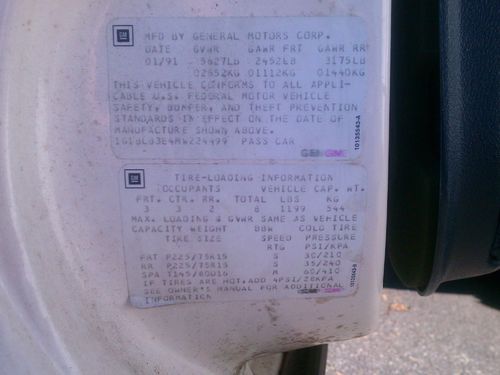 GM
MFD BY GENERAL MOTORS CORP.
DATE GVWR GAWR FRT GAWR RR
01/91 5627LB 2452LB 3175LB
02552KG 01112KG 01440KG
THIS VEHICLE CONFORMS TO ALL APPLI-
CABLE U.S. FEDERAL MOTOR VEHICLE
SAFETY, BUMPER, AND THEFT PREVENTION
STANDARDS IN EFFECT ON THE DATE OF
MANUFACTURE SHOWN ABOVE.
PASS CAR
GM
TIRE-LOADING INFORMATION
OCCUPANTS VEHICLE CAP. WT.
FRT. CTR. RR. TOTAL LBS KG
3 3 2 8 1199 544
MAX. LOADING & GVWR SAME AS VEHICLE
CAPACITY WEIGHT COLD TIRE
TIRE SIZE SPEED PRESSURE
RTG PSI/KPA
FRT P225/75R15 S 30/210
RR P225/75R15 S 35/240
SPA M 60/410
IF TIRES ARE HOT, ADD 4PSI/28KPA
SEE OWNER'S MANUAL FOR ADDITIONAL
INFORMATION